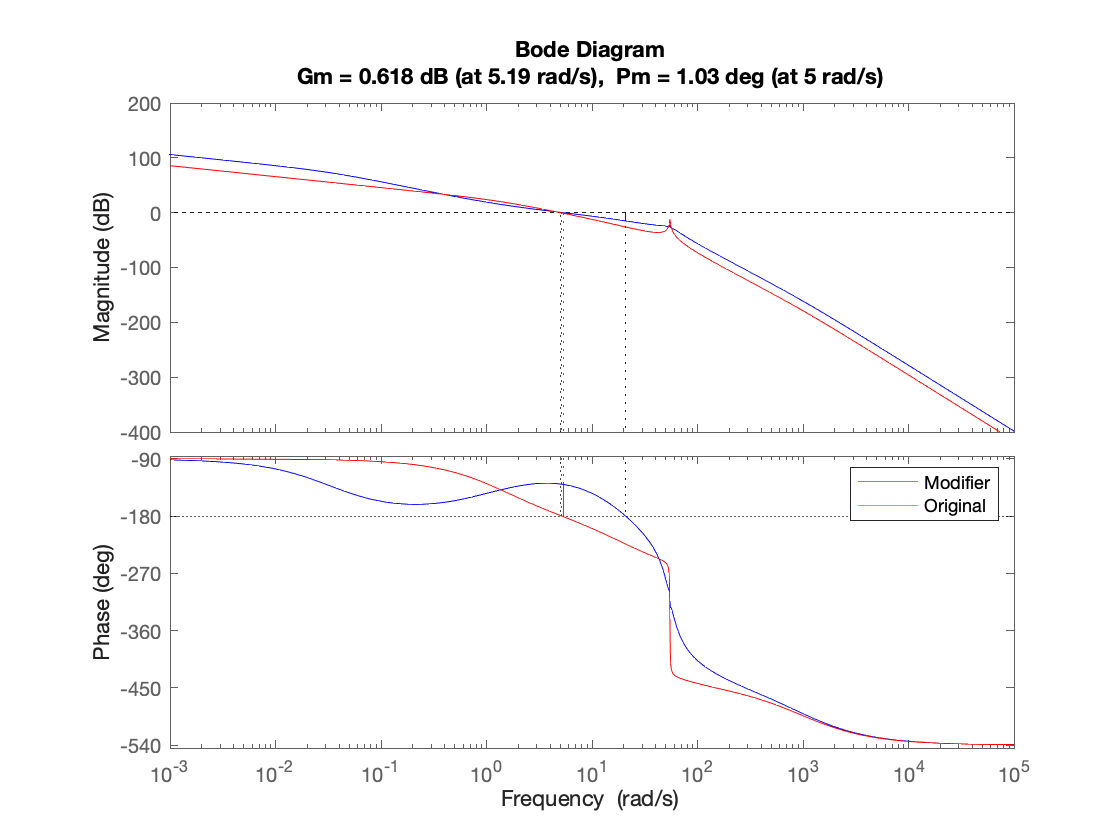 Bode Diagram
Gm = 0.618 dB (at 5.19 rad/s),  Pm = 1.03 deg (at 5 rad/s)
200
100
0
-100
-200
-300
-400
Magnitude (dB)
-90
-180
-270
-360
-450
-540
Phase (deg)
Modifier
Original
10^-3 10^-2 10^-1 10^0 10^1 10^2 10^3 10^4 10^5
Frequency  (rad/s)